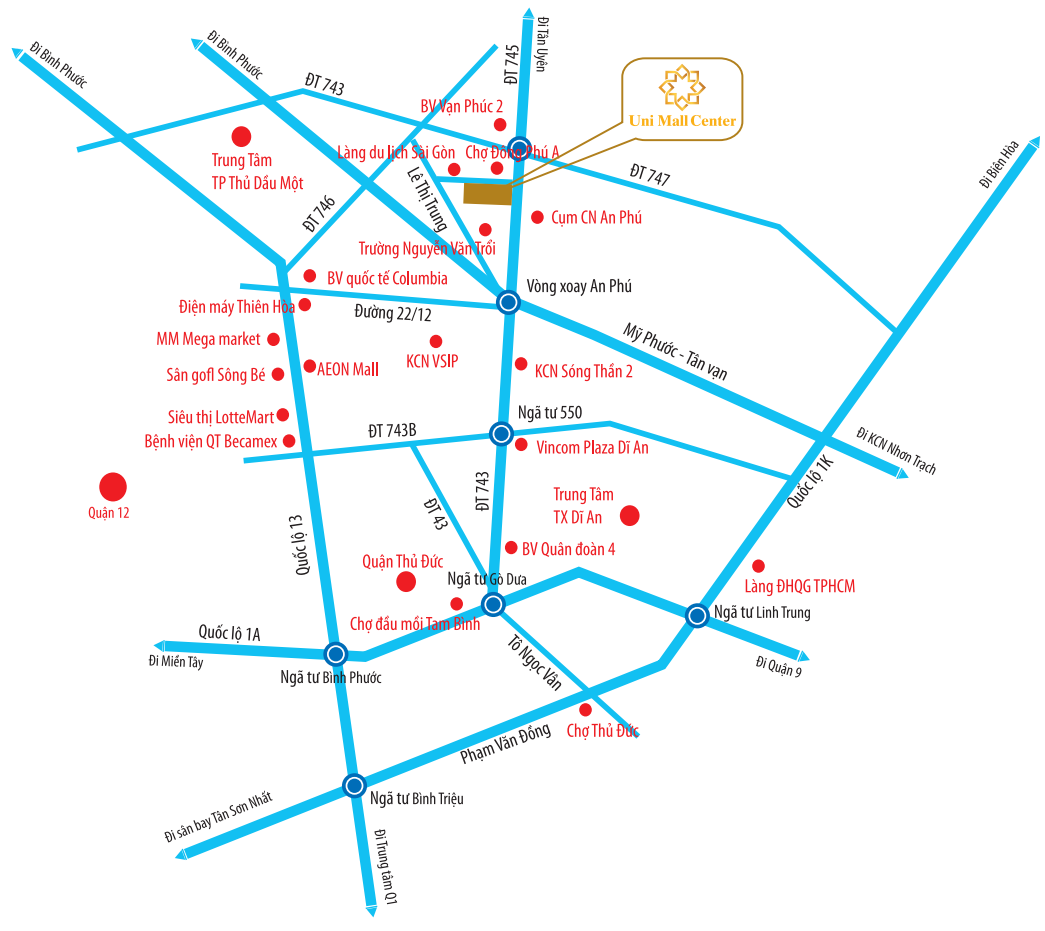 Đi Bình Phước
Đi Bình Phước
Đi Tân Uyên
ĐT 745
ĐT 743
BV Vạn Phúc 2
Uni Mall Center
Trung Tâm
TP Thủ Dầu Một
Làng du lịch Sài Gòn
Chợ Đông Phú A
Lê Thị Trung
ĐT 747
Đi Biên Hòa
ĐT 746
Cụm CN An Phú
Trường Nguyễn Văn Trổi
BV quốc tế Columbia
Vòng xoay An Phú
Điện máy Thiên Hòa
Đường 22/12
MM Mega market
KCN VSIP
Mỹ Phước - Tân vạn
Sân gofl Sông Bé
AEON Mall
KCN Sóng Thần 2
Siêu thị LotteMart
Ngã tư 550
ĐT 743B
Bệnh viện QT Becamex
Vincom Plaza Dĩ An
Đi KCN Nhơn Trạch
Quốc lộ 1K
ĐT 743
ĐT 43
Trung Tâm
TX Dĩ An
Quận 12
Quốc lộ 13
BV Quân đoàn 4
Quận Thủ Đức
Ngã tư Gò Dưa
Làng ĐHQG TPHCM
Chợ đầu mối Tam Bình
Ngã tư Linh Trung
Quốc lộ 1A
Đi Miền Tây
Ngã tư Bình Phước
Tô Ngọc Vân
Đi Quận 9
Chợ Thủ Đức
Phạm Văn Đồng
Ngã tư Bình Triệu
Đi sân bay Tân Sơn Nhất
Đi Trung tâm Q1